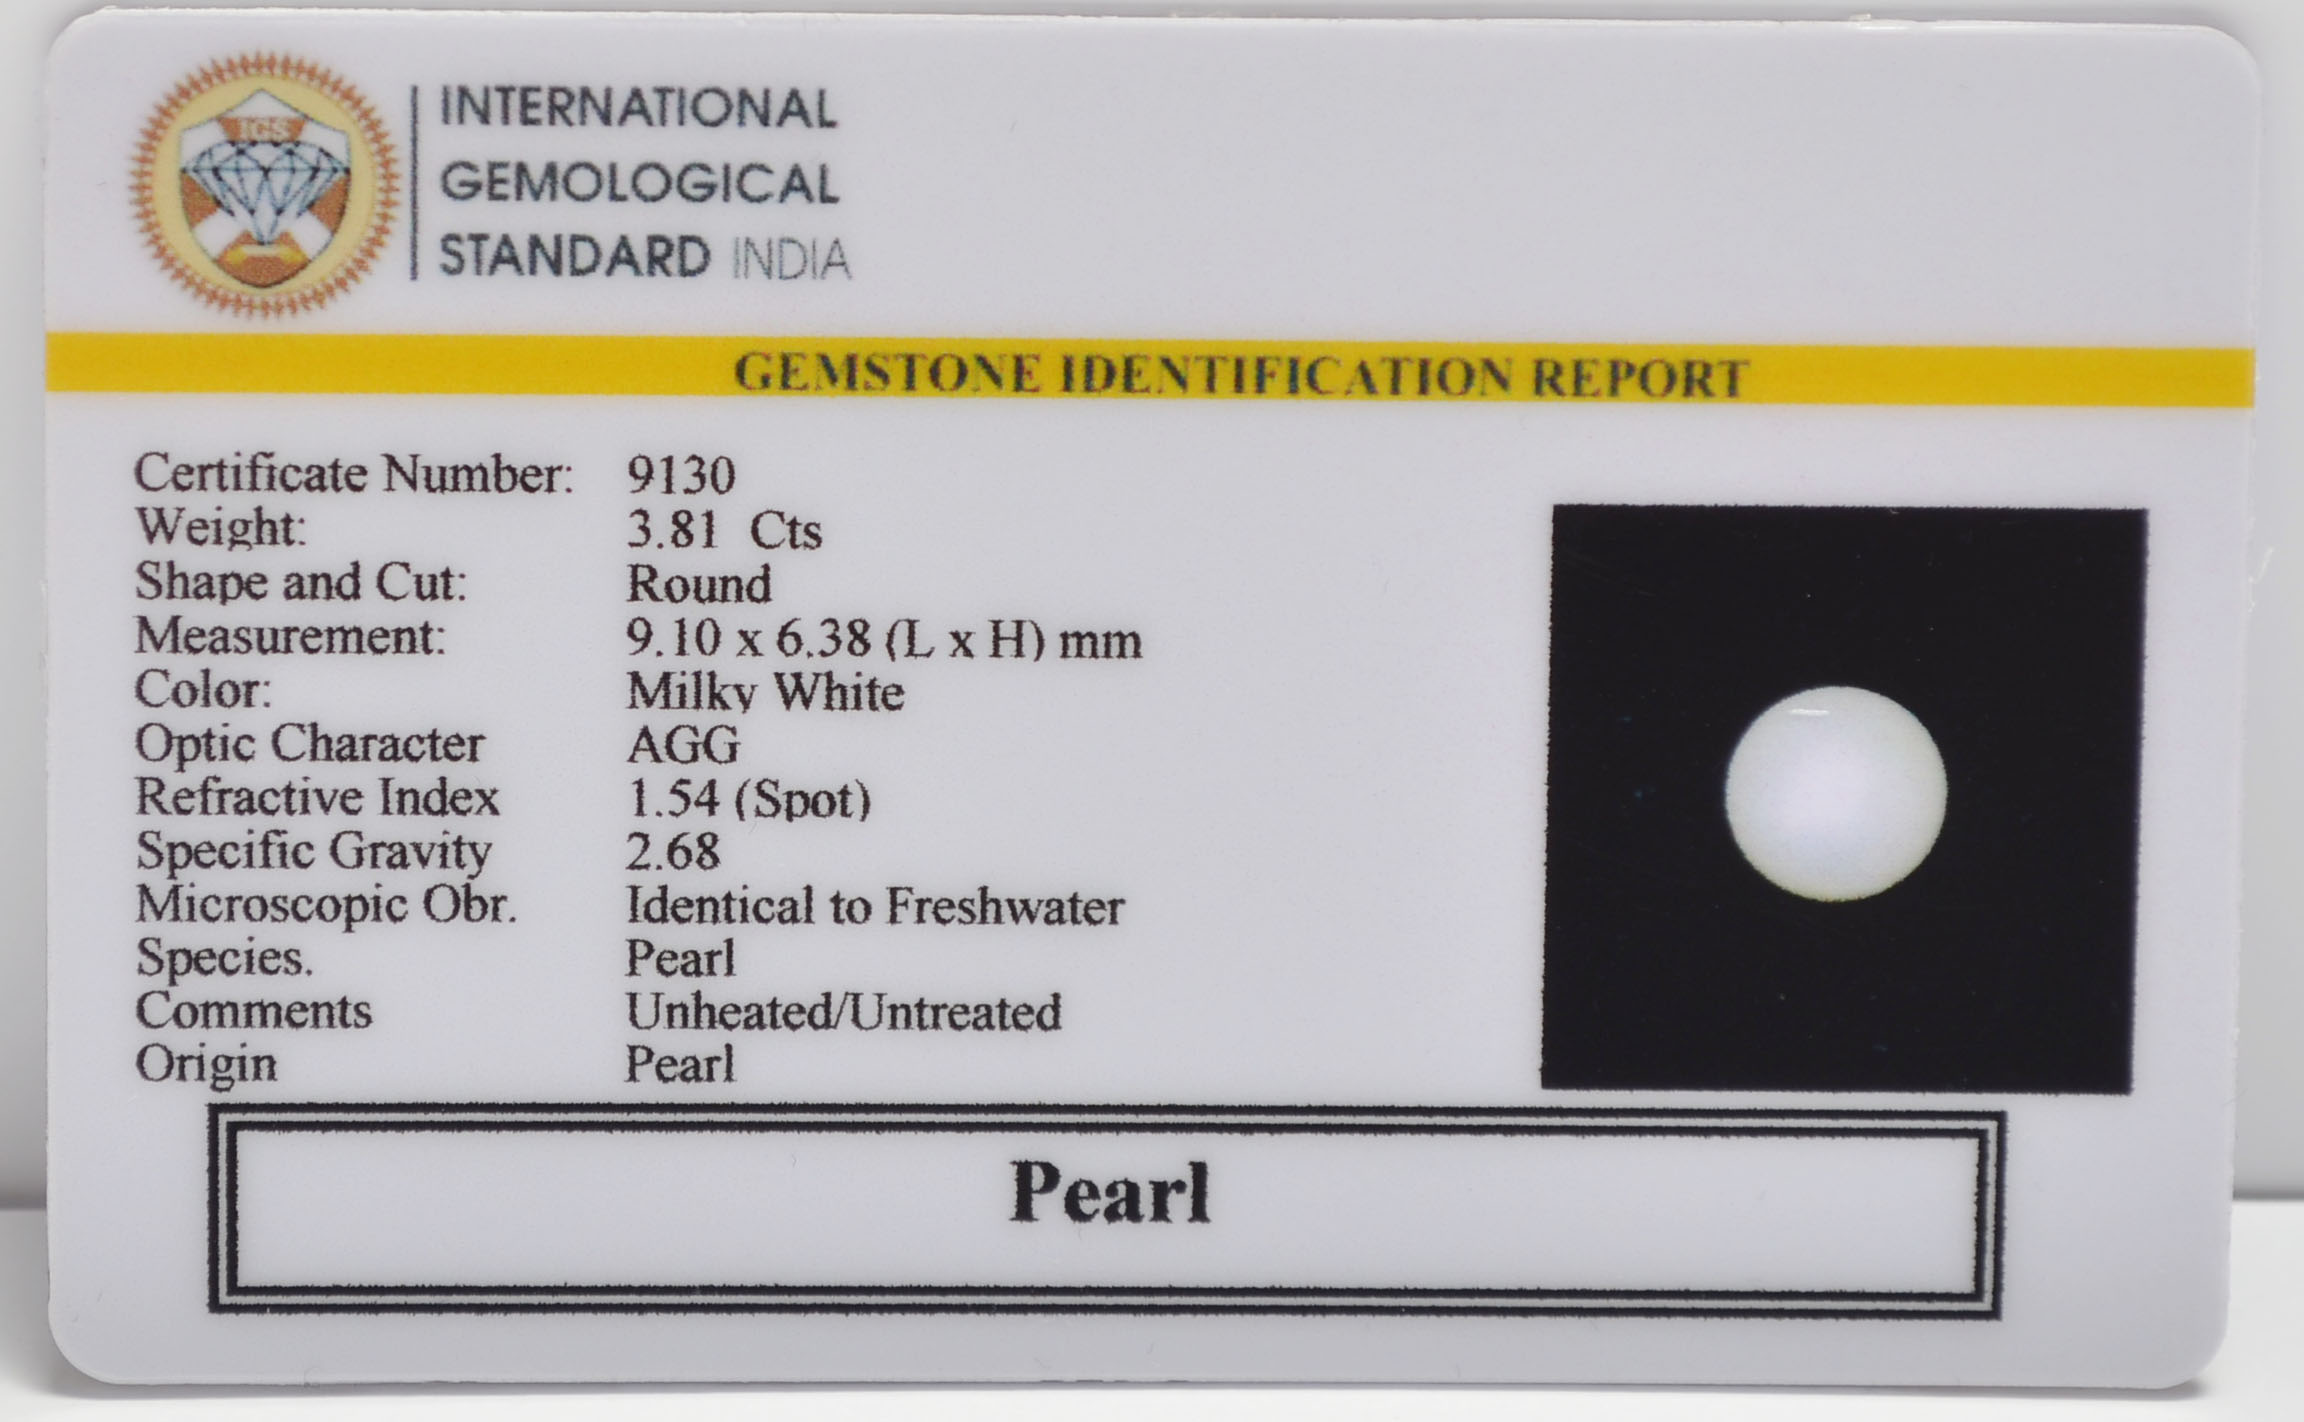 IGS
INTERNATIONAL
GEMOLOGICAL
STANDARD INDIA
GEMSTONE IDENTIFICATION REPORT
Certificate Number: 9130
Weight: 3.81 Cts
Shape and Cut: Round
Measurement: 9.10 x 6.38 (L x H) mm
Color: Milky White
Optic Character AGG
Refractive Index 1.54 (Spot)
Specific Gravity 2.68
Microscopic Obr. Identical to Freshwater
Species. Pearl
Comments Unheated/Untreated
Origin Pearl
Pearl